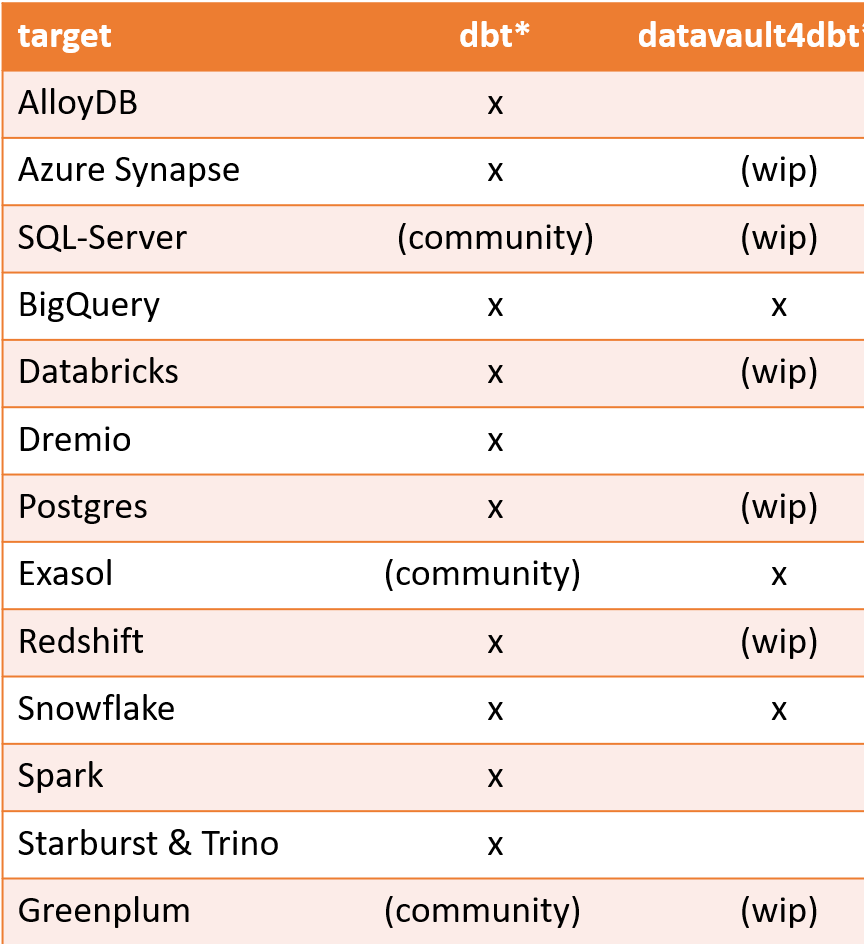 target dbt* datavault4dbt*
AlloyDB x
Azure Synapse x (wip)
SQL-Server (community) (wip)
BigQuery x x
Databricks x (wip)
Dremio x
Postgres x (wip)
Exasol (community) x
Redshift x (wip)
Snowflake x x
Spark x
Starburst & Trino x
Greenplum (community) (wip)